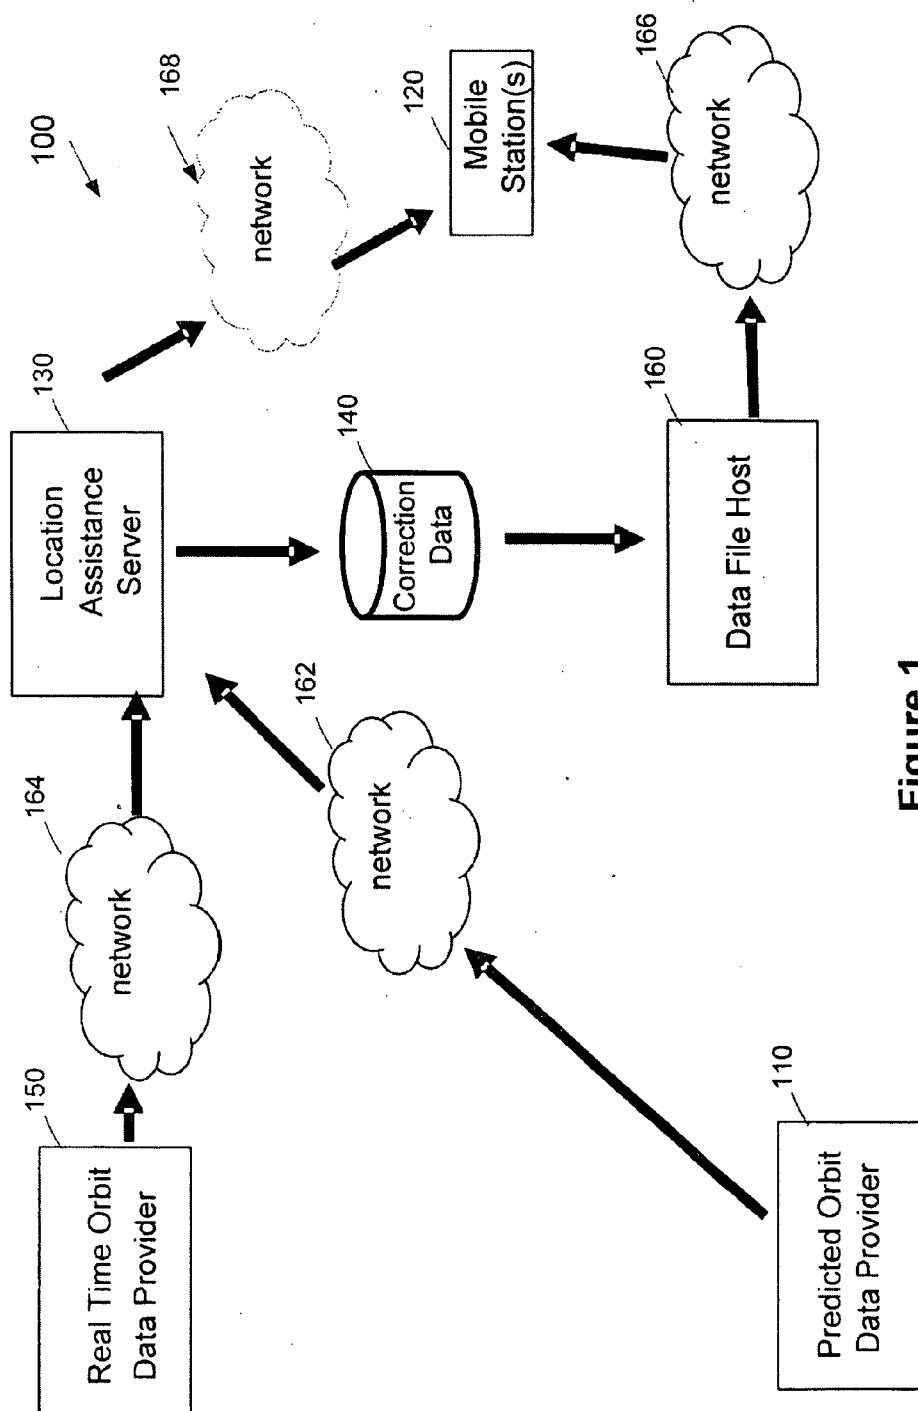 100
150
Real Time Orbit
Data Provider
164
network
130
Location
Assistance
Server
168
network
162
network
140
Correction
Data
120
Mobile
Station(s)
110
Predicted Orbit
Data Provider
160
Data File Host
166
network
Figure 1